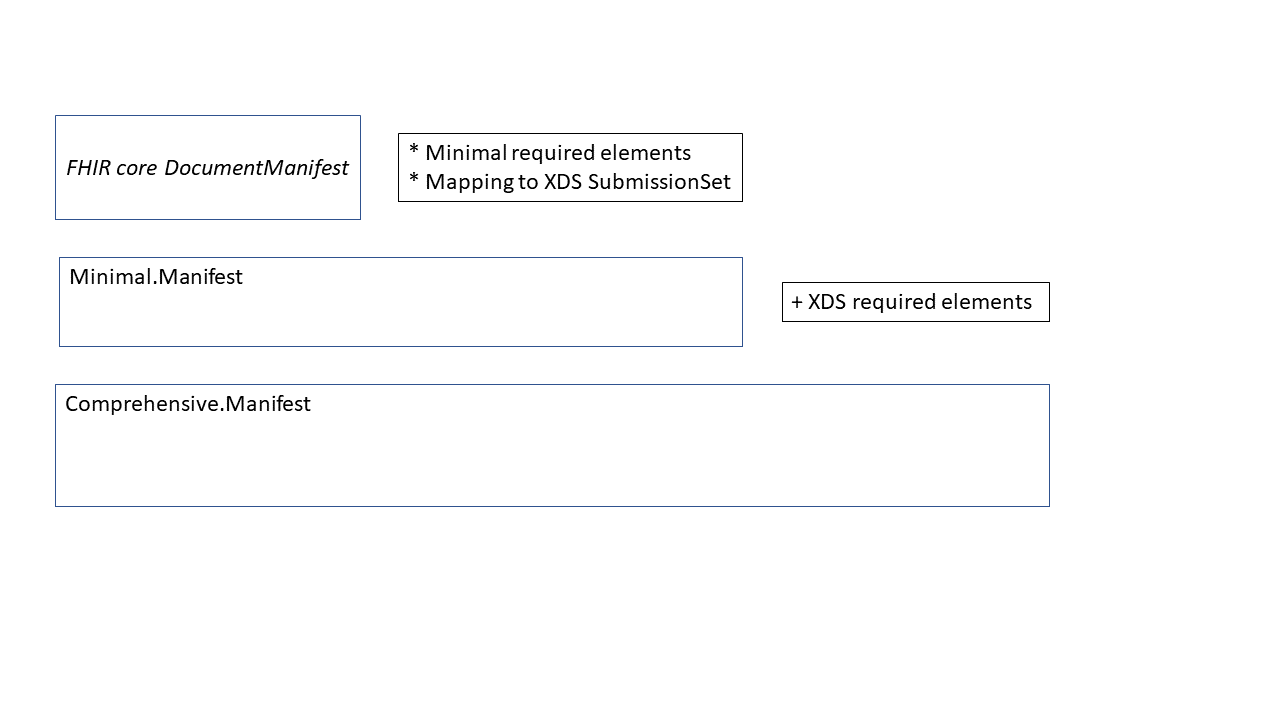 FHIR core DocumentManifest
* Minimal required elements
* Mapping to XDS SubmissionSet
Minimal.Manifest
+ XDS required elements
Comprehensive.Manifest